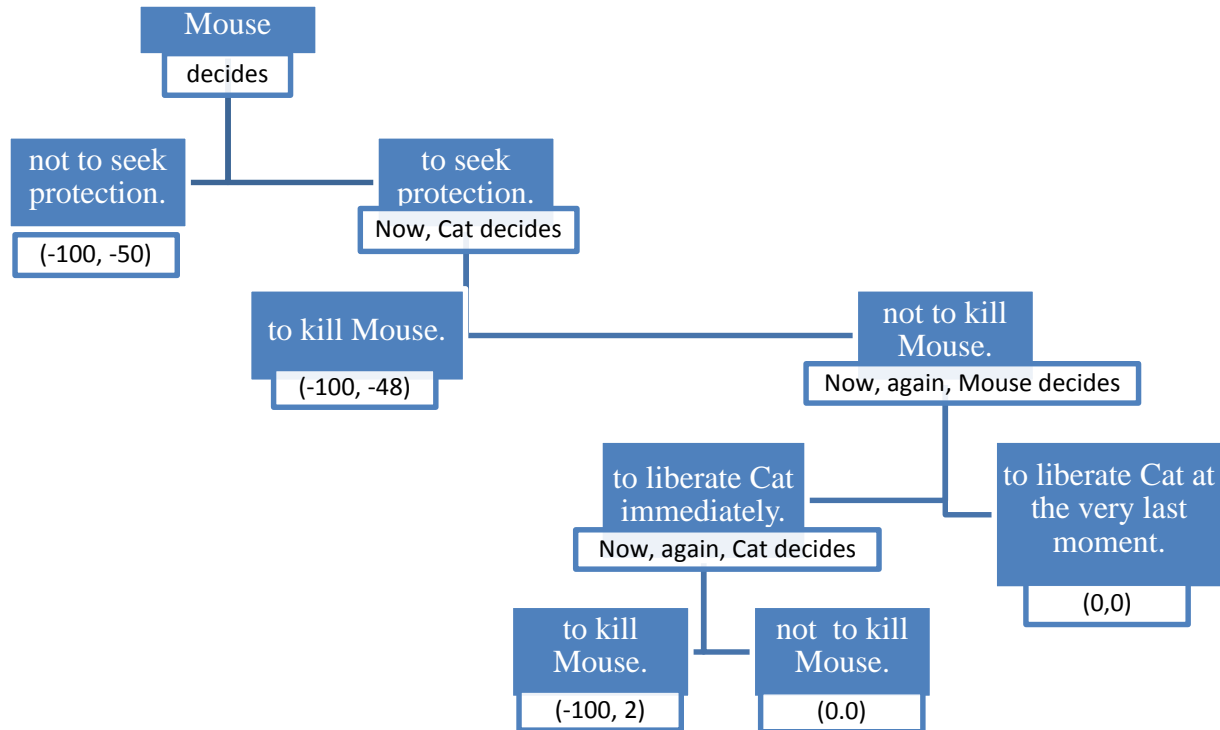 Mouse
decides
not to seek
protection.
(-100, -50)
to seek
protection.
Now, Cat decides
to kill Mouse.
(-100, -48)
not to kill
Mouse.
Now, again, Mouse decides
to liberate Cat
immediately.
Now, again, Cat decides
to kill
Mouse.
(-100, 2)
not to kill
Mouse.
(0.0)
to liberate Cat at
the very last
moment.
(0,0)